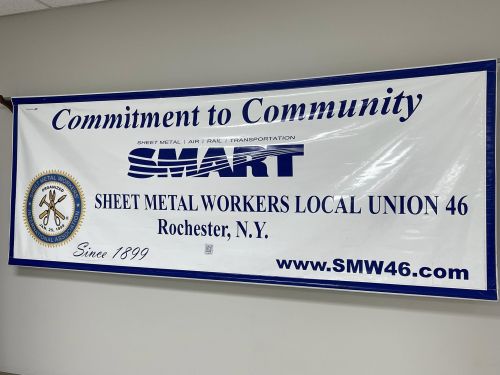 Commitment to Community
SHEET METAL | AIR | RAIL | TRANSPORTATION
SMART
SHEET METAL WORKERS LOCAL UNION 46
Rochester, N.Y.
Since 1899
www.SMW46.com
ORGANIZED